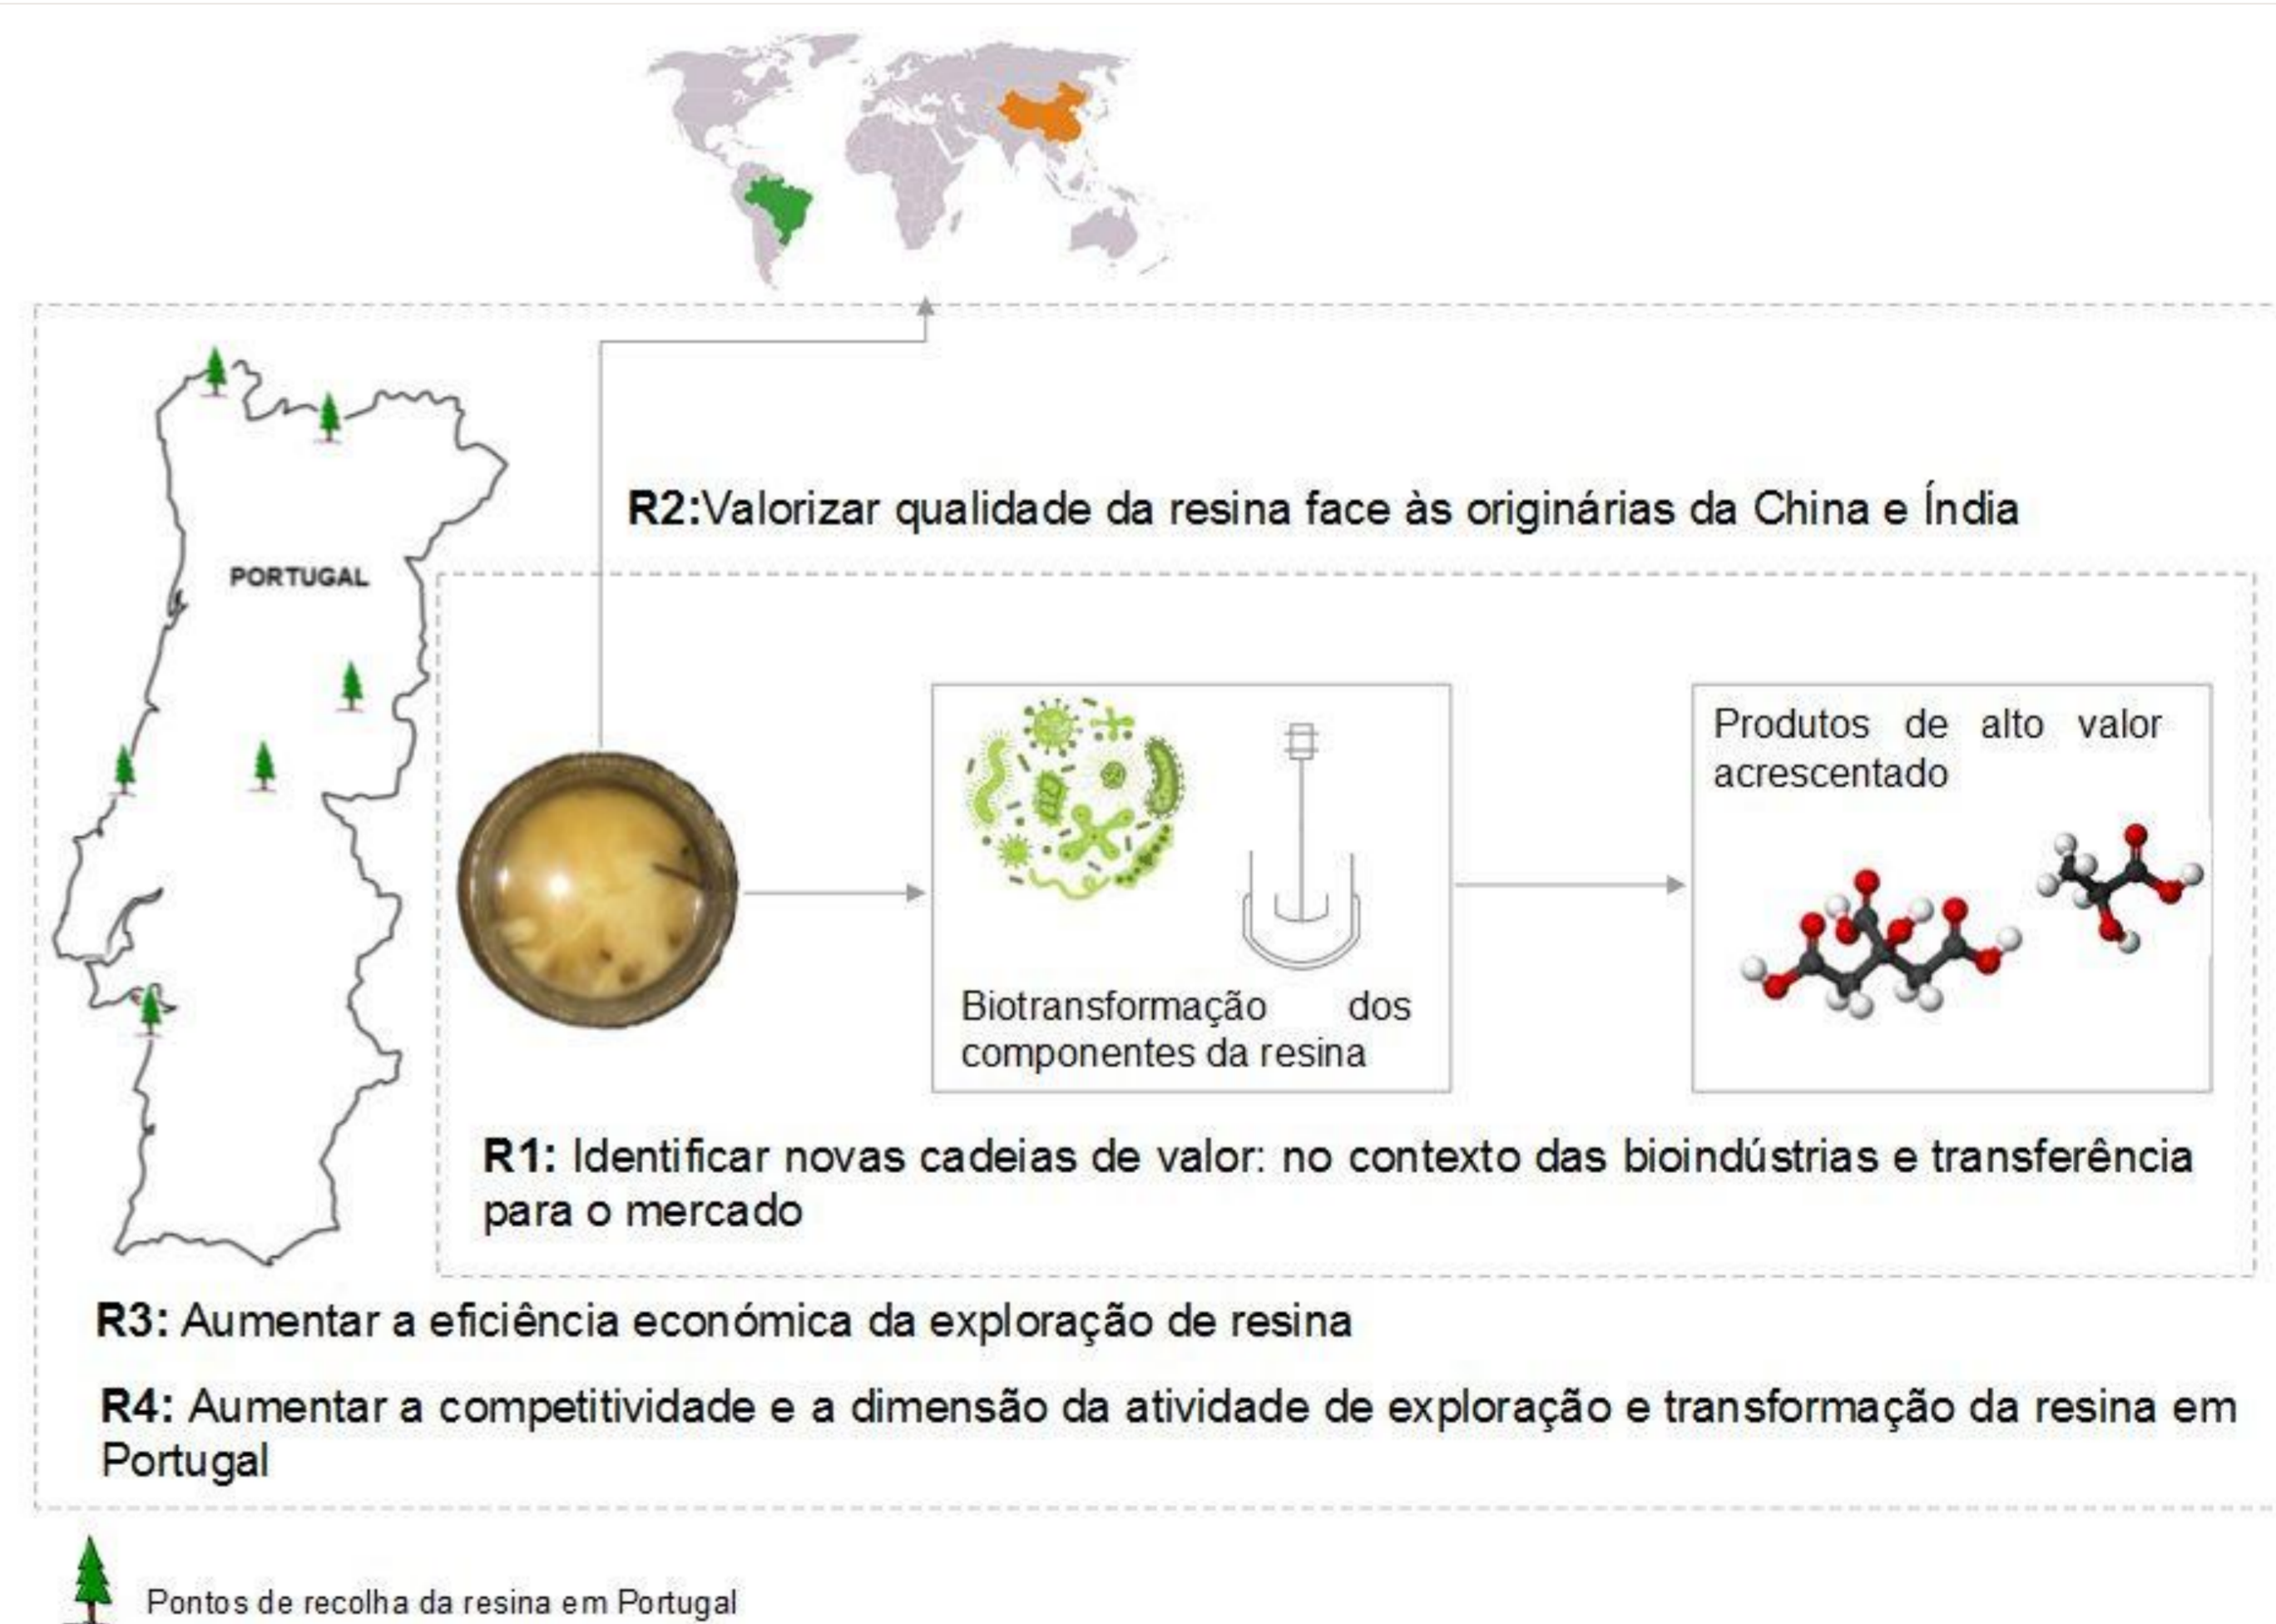 R2:Valorizar qualidade da resina face às originárias da China e Índia
PORTUGAL
Produtos de alto valor
acrescentado
Biotransformação dos
componentes da resina
R1: Identificar novas cadeias de valor: no contexto das bioindústrias e transferência
para o mercado
R3: Aumentar a eficiência económica da exploração de resina
R4: Aumentar a competitividade e a dimensão da atividade de exploração e transformação da resina em
Portugal
Pontos de recolha da resina em Portugal